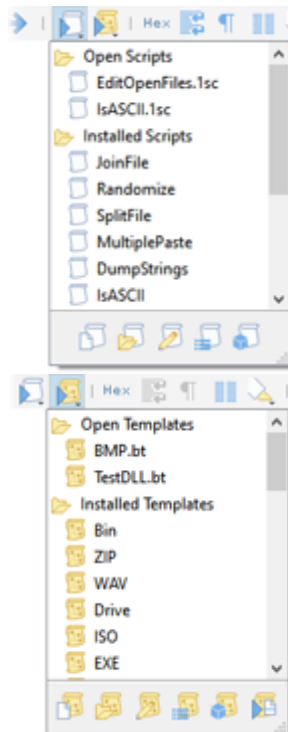 Hex
Open Scripts
EditOpenFiles.1sc
IsASCII.1sc
Installed Scripts
JoinFile
Randomize
SplitFile
MultiplePaste
DumpStrings
IsASCII
Hex
Open Templates
BMP.bt
TestDLL.bt
Installed Templates
Bin
ZIP
WAV
Drive
ISO
EXE